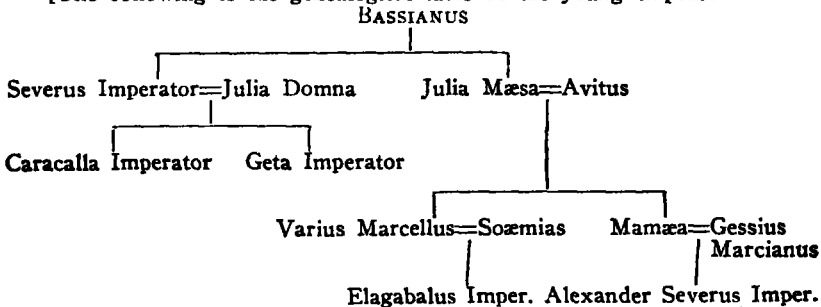 BASSIANUS
Severus Imperator=Julia Domna Julia Mæsa=Avitus
Caracalla Imperator Geta Imperator
Varius Marcellus=Soæmias Mamæa=Gessius
Marcianus
Elagabalus Imper. Alexander Severus Imper.